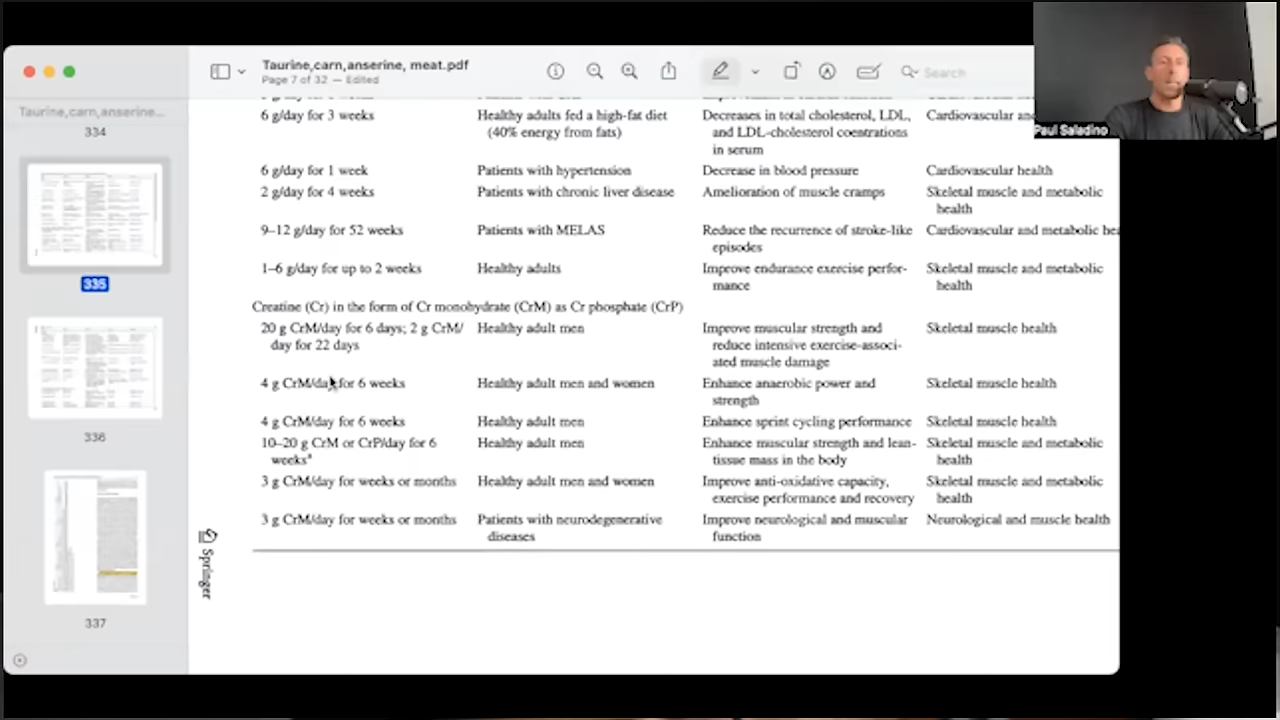 Taurine,carn,anserine, meat.pdf
Page 7 of 32 — Edited
Search
Paul Saladino
Taurine,carn,anserine...
334
335
336
337
6 g/day for 3 weeks Healthy adults fed a high-fat diet Decreases in total cholesterol, LDL, Cardiovascular
(40% energy from fats) and LDL-cholesterol coentrations
in serum
6 g/day for 1 week Patients with hypertension Decrease in blood pressure Cardiovascular health
2 g/day for 4 weeks Patients with chronic liver disease Amelioration of muscle cramps Skeletal muscle and metabolic
health
9–12 g/day for 52 weeks Patients with MELAS Reduce the recurrence of stroke-like Cardiovascular and metabolic hea
episodes
1–6 g/day for up to 2 weeks Healthy adults Improve endurance exercise perfor- Skeletal muscle and metabolic
mance health
Creatine (Cr) in the form of Cr monohydrate (CrM) as Cr phosphate (CrP)
20 g CrM/day for 6 days; 2 g CrM/ Healthy adult men Improve muscular strength and Skeletal muscle health
day for 22 days reduce intensive exercise-associ-
ated muscle damage
4 g CrM/day for 6 weeks Healthy adult men and women Enhance anaerobic power and Skeletal muscle health
strength
4 g CrM/day for 6 weeks Healthy adult men Enhance sprint cycling performance Skeletal muscle health
10–20 g CrM or CrP/day for 6 Healthy adult men Enhance muscular strength and lean- Skeletal muscle and metabolic
weeksª tissue mass in the body health
3 g CrM/day for weeks or months Healthy adult men and women Improve anti-oxidative capacity, Skeletal muscle and metabolic
exercise performance and recovery health
3 g CrM/day for weeks or months Patients with neurodegenerative Improve neurological and muscular Neurological and muscle health
diseases function
Springer